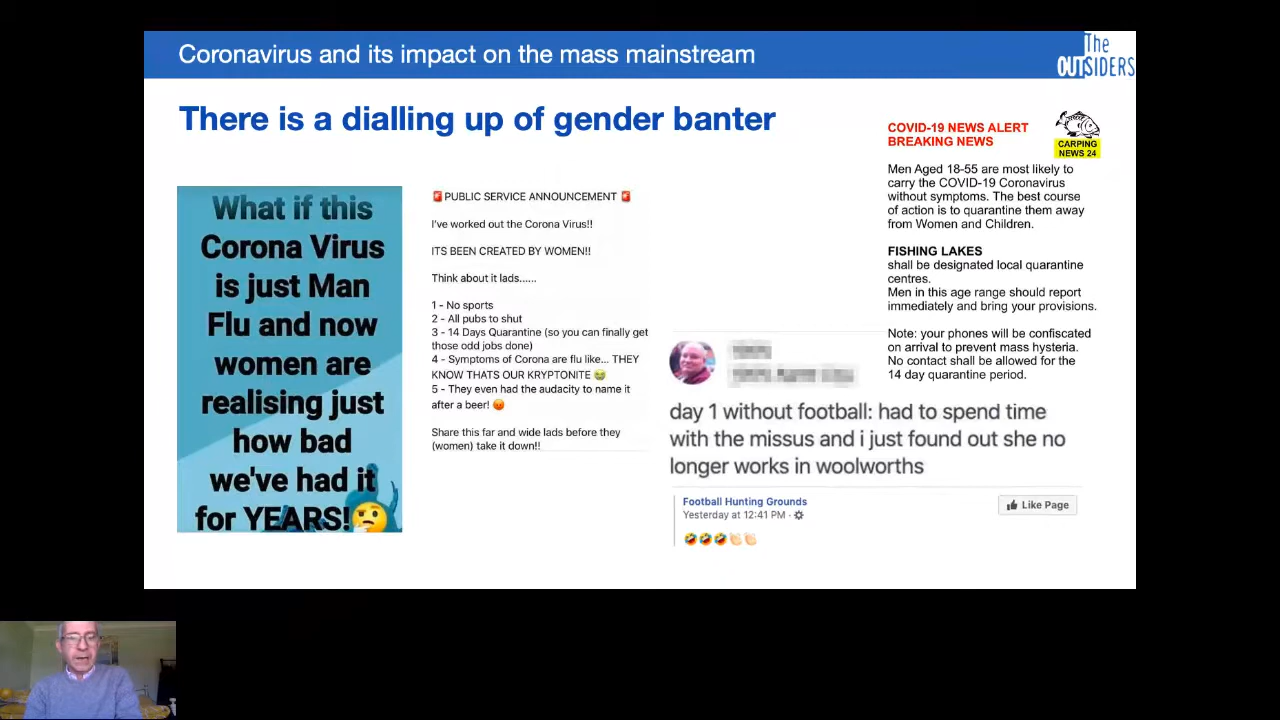 Coronavirus and its impact on the mass mainstream
The
OUTSIDERS
There is a dialling up of gender banter
What if this
Corona Virus
is just Man
Flu and now
women are
realising just
how bad
we've had it
for YEARS!
🚨PUBLIC SERVICE ANNOUNCEMENT 🚨
I've worked out the Corona Virus!!
ITS BEEN CREATED BY WOMEN!!
Think about it lads......
1 - No sports
2 - All pubs to shut
3 - 14 Days Quarantine (so you can finally get
those odd jobs done)
4 - Symptoms of Corona are flu like... THEY
KNOW THATS OUR KRYPTONITE 😭
5 - They even had the audacity to name it
after a beer! 😡
Share this far and wide lads before they
(women) take it down!!
COVID-19 NEWS ALERT
BREAKING NEWS
CARPING
NEWS 24
Men Aged 18-55 are most likely to
carry the COVID-19 Coronavirus
without symptoms. The best course
of action is to quarantine them away
from Women and Children.
FISHING LAKES
shall be designated local quarantine
centres.
Men in this age range should report
immediately and bring your provisions.
Note: your phones will be confiscated
on arrival to prevent mass hysteria.
No contact shall be allowed for the
14 day quarantine period.
day 1 without football: had to spend time
with the missus and i just found out she no
longer works in woolworths
Football Hunting Grounds
Yesterday at 12:41 PM ·
Like Page
🤣🤣🤣👏🏻👏🏻